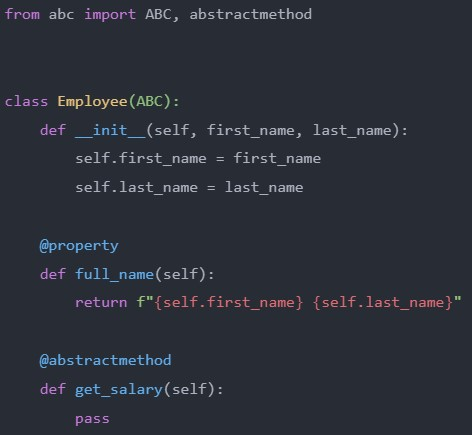 from abc import ABC, abstractmethod
class Employee(ABC):
    def __init__(self, first_name, last_name):
        self.first_name = first_name
        self.last_name = last_name
    @property
    def full_name(self):
        return f"{self.first_name} {self.last_name}"
    @abstractmethod
    def get_salary(self):
        pass